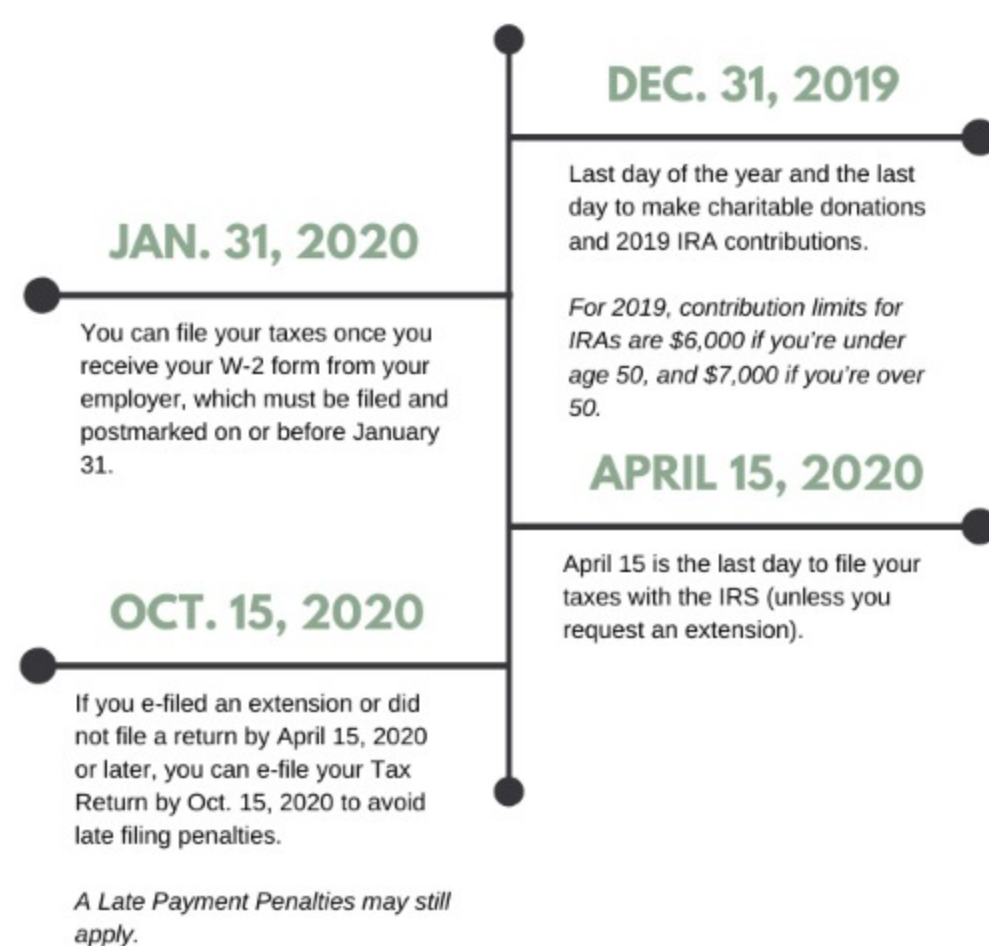 DEC. 31, 2019
Last day of the year and the last
day to make charitable donations
and 2019 IRA contributions.
For 2019, contribution limits for
IRAs are $6,000 if you're under
age 50, and $7,000 if you're over
50.
JAN. 31, 2020
You can file your taxes once you
receive your W-2 form from your
employer, which must be filed and
postmarked on or before January
31.
APRIL 15, 2020
April 15 is the last day to file your
taxes with the IRS (unless you
request an extension).
OCT. 15, 2020
If you e-filed an extension or did
not file a return by April 15, 2020
or later, you can e-file your Tax
Return by Oct. 15, 2020 to avoid
late filing penalties.
A Late Payment Penalties may still
apply.